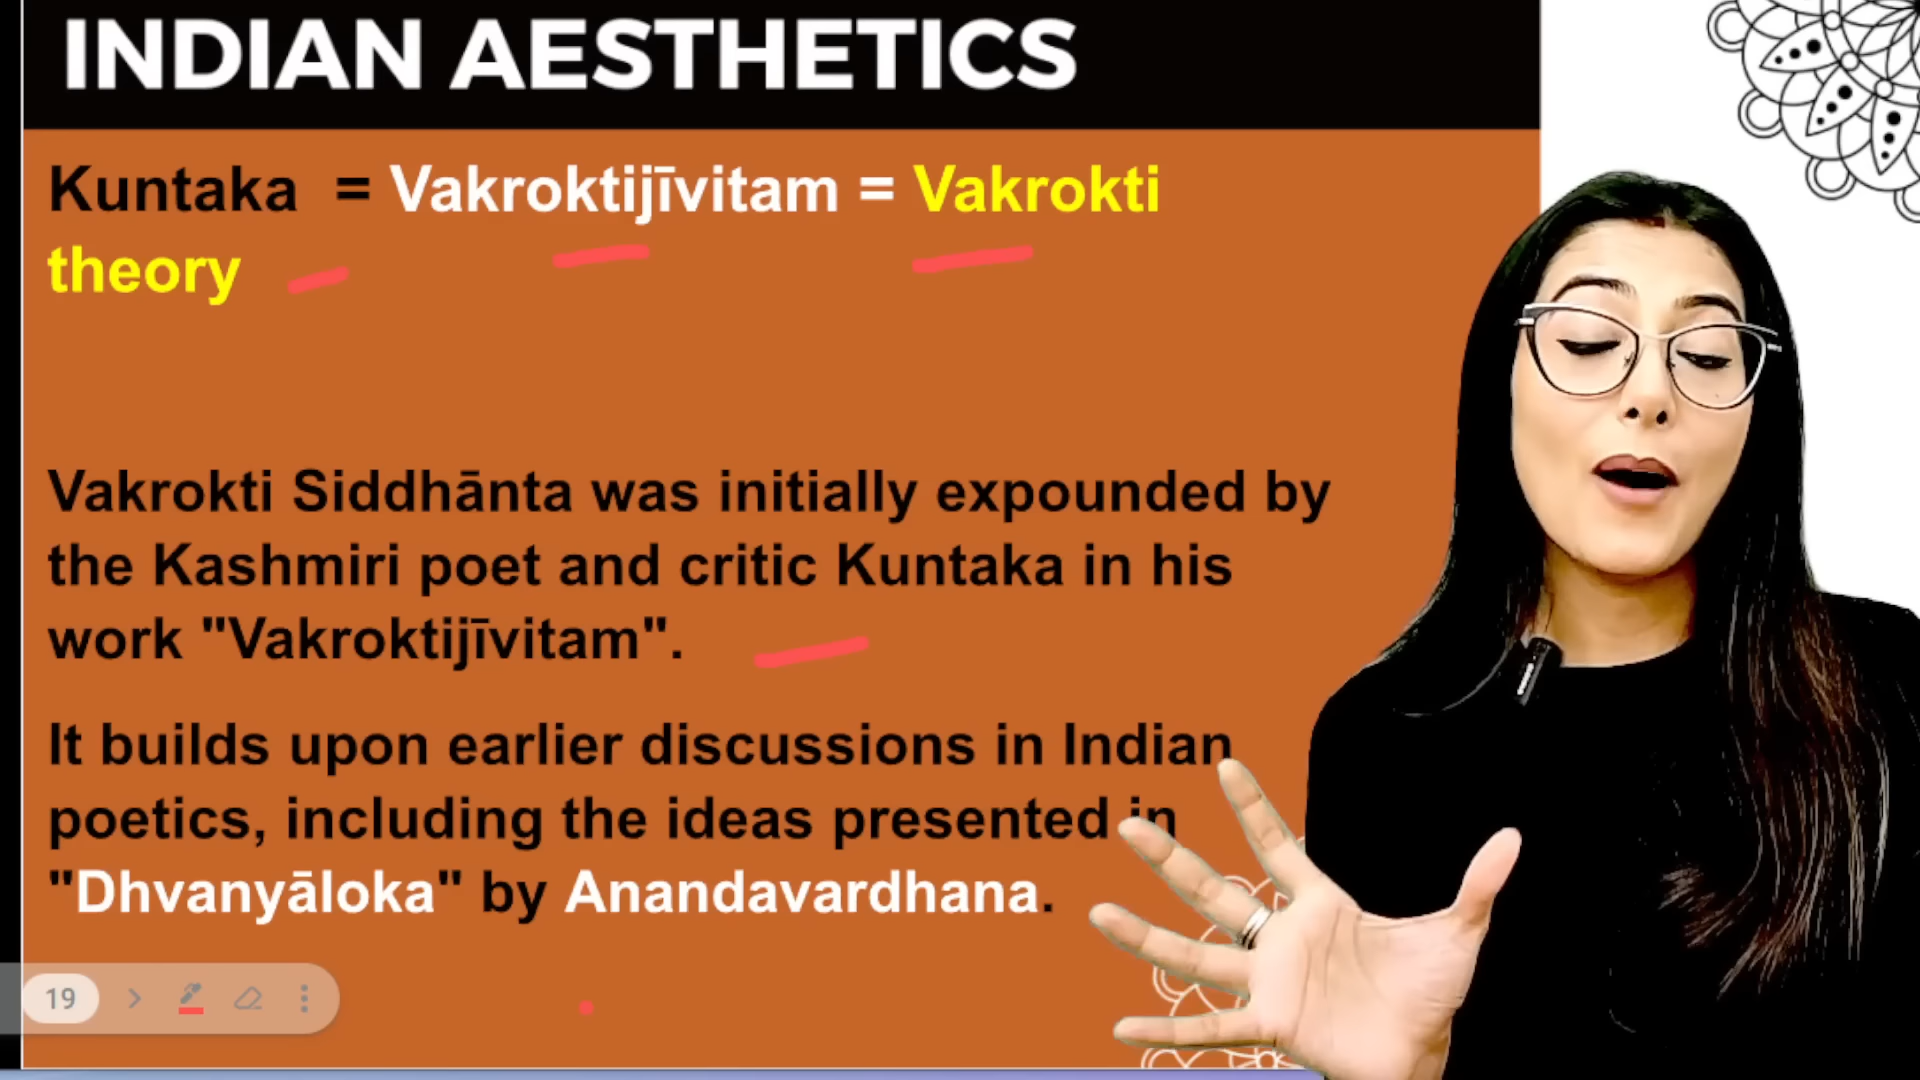 INDIAN AESTHETICS
Kuntaka = Vakroktijīvitam = Vakrokti
theory
Vakrokti Siddhānta was initially expounded by
the Kashmiri poet and critic Kuntaka in his
work "Vakroktijīvitam".
It builds upon earlier discussions in Indian
poetics, including the ideas presented in
"Dhvanyāloka" by Anandavardhana.
19